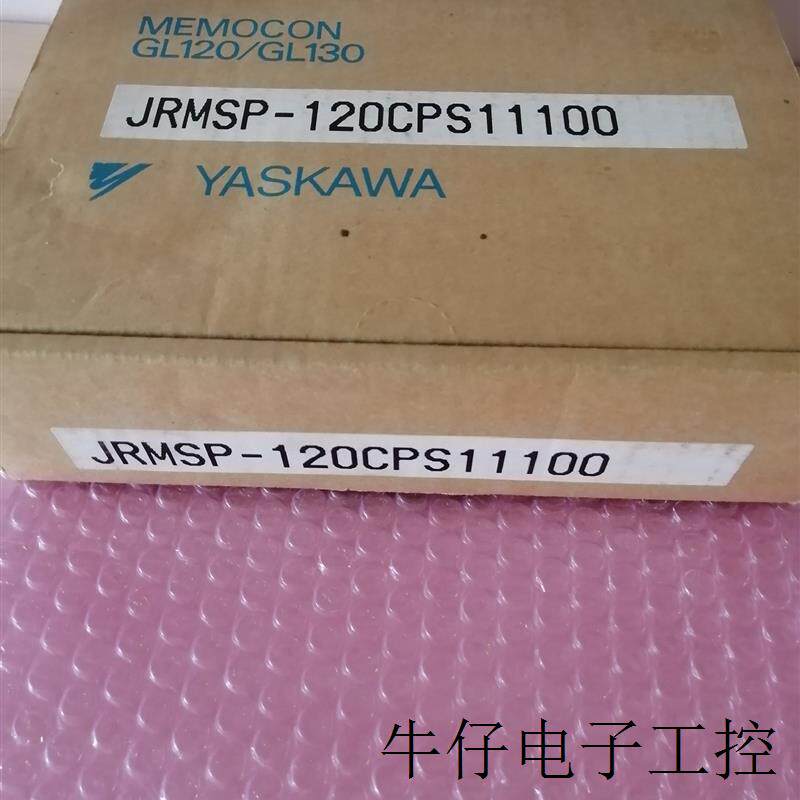 MEMOCON
GL120/GL130
JRMSP-120CPS11100
YASKAWA
JRMSP-120CPS11100
牛仔电子工控